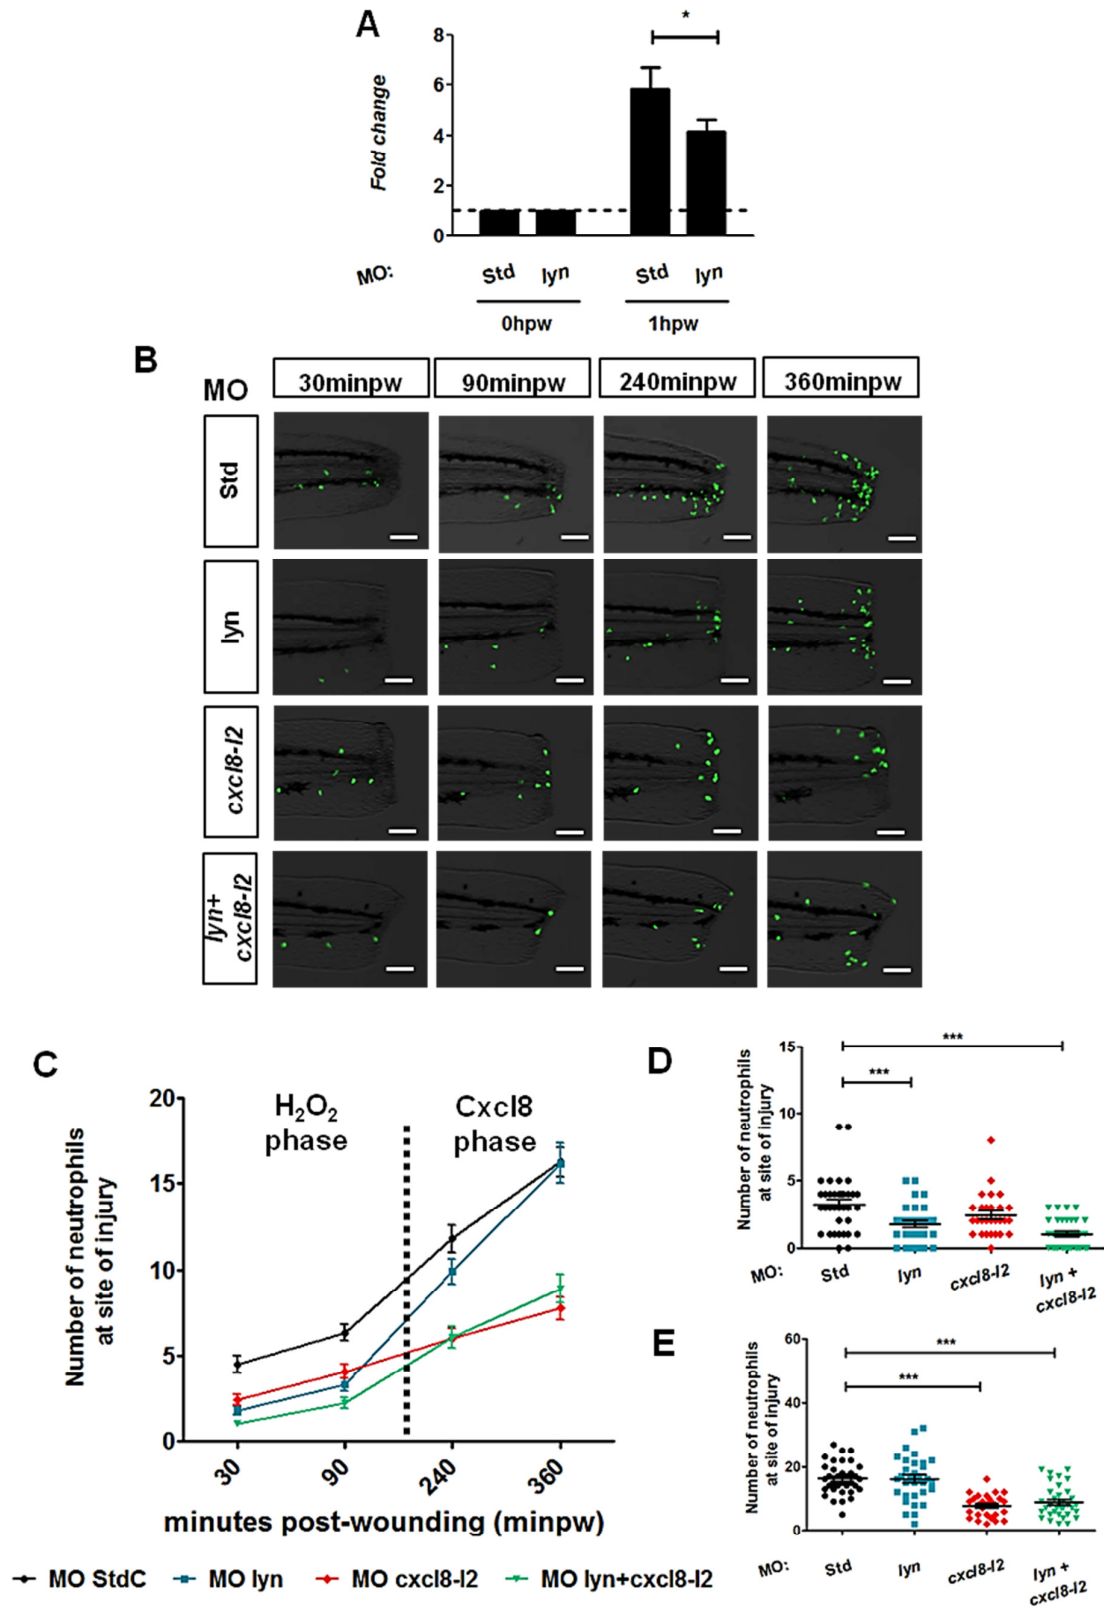 A
*
8
6
4
2
0
Fold change
MO:
Std
lyn
Std
lyn
0hpw
1hpw
B
MO
30minpw
90minpw
240minpw
360minpw
Std
lyn
cxcl8-l2
lyn+
cxcl8-l2
C
20
15
10
5
0
Number of neutrophils
at site of injury
H₂O₂
phase
Cxcl8
phase
30
90
240
360
minutes post-wounding (minpw)
MO StdC
MO lyn
MO cxcl8-l2
MO lyn+cxcl8-l2
D
15
10
5
0
Number of neutrophils
at site of injury
***
***
MO:
Std
lyn
cxcl8-l2
lyn +
cxcl8-l2
E
60
40
20
0
Number of neutrophils
at site of injury
***
***
MO:
Std
lyn
cxcl8-l2
lyn +
cxcl8-l2